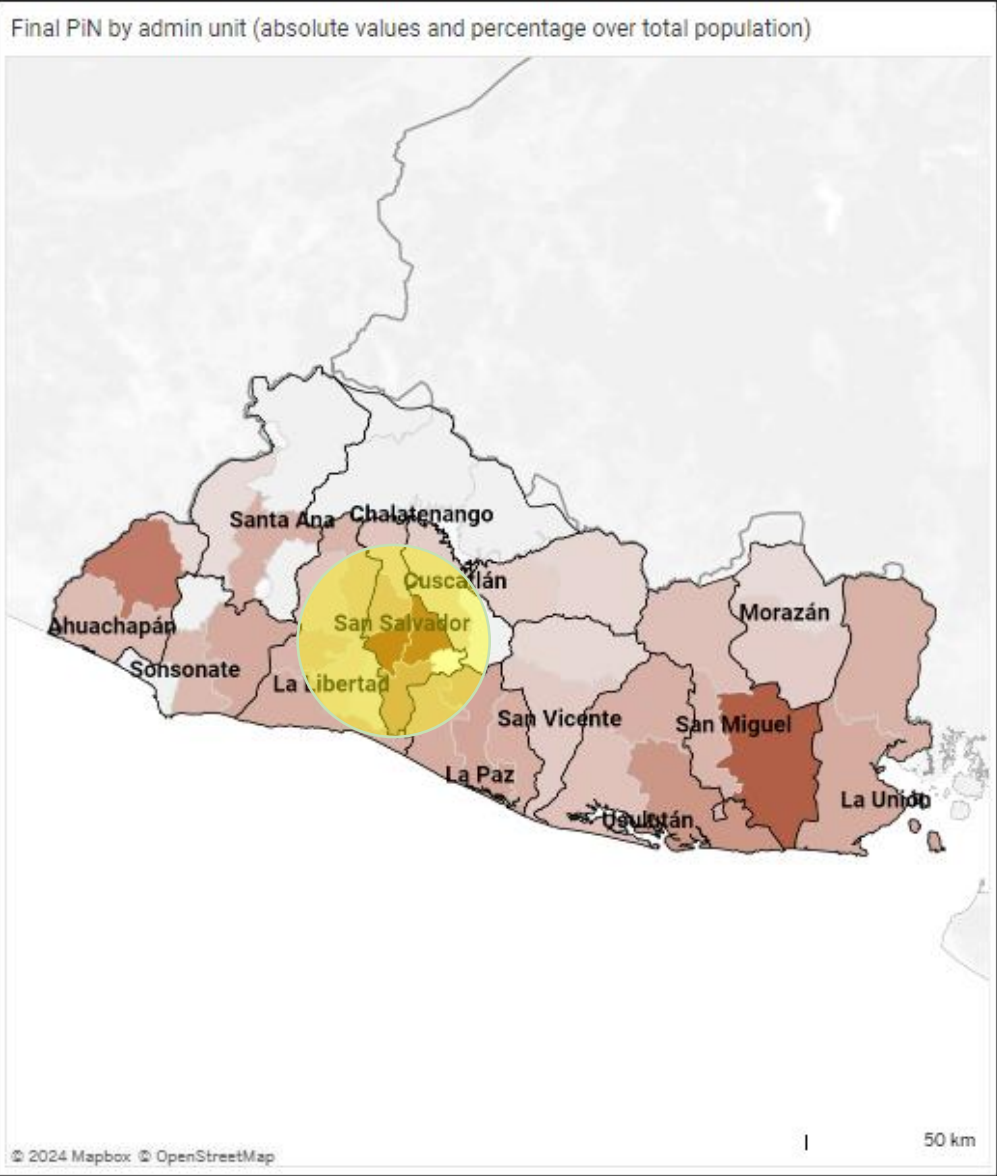 Final PiN by admin unit (absolute values and percentage over total population)
Santa Ana
Chalatenango
Cuscatlán
Ahuachapán
San Salvador
Morazán
Sonsonate
La Libertad
San Vicente
San Miguel
La Paz
La Unión
Usulután
50 km
© 2024 Mapbox © OpenStreetMap